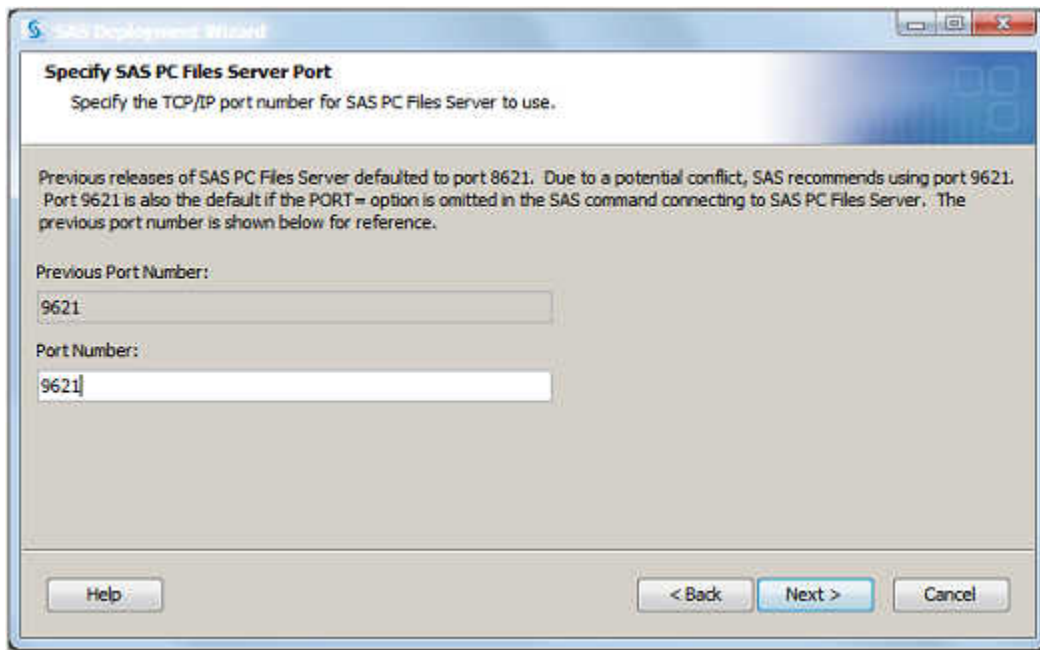 SAS Deployment Wizard
Specify SAS PC Files Server Port
Specify the TCP/IP port number for SAS PC Files Server to use.
Previous releases of SAS PC Files Server defaulted to port 8621. Due to a potential conflict, SAS recommends using port 9621.
Port 9621 is also the default if the PORT= option is omitted in the SAS command connecting to SAS PC Files Server. The
previous port number is shown below for reference.
Previous Port Number:
9621
Port Number:
9621
Help
< Back
Next >
Cancel